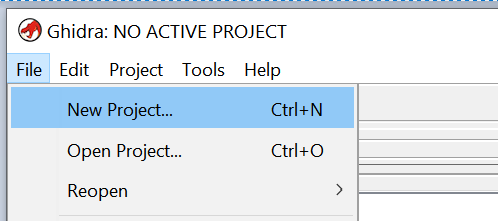 Ghidra: NO ACTIVE PROJECT
File Edit Project Tools Help
New Project... Ctrl+N
Open Project... Ctrl+O
Reopen